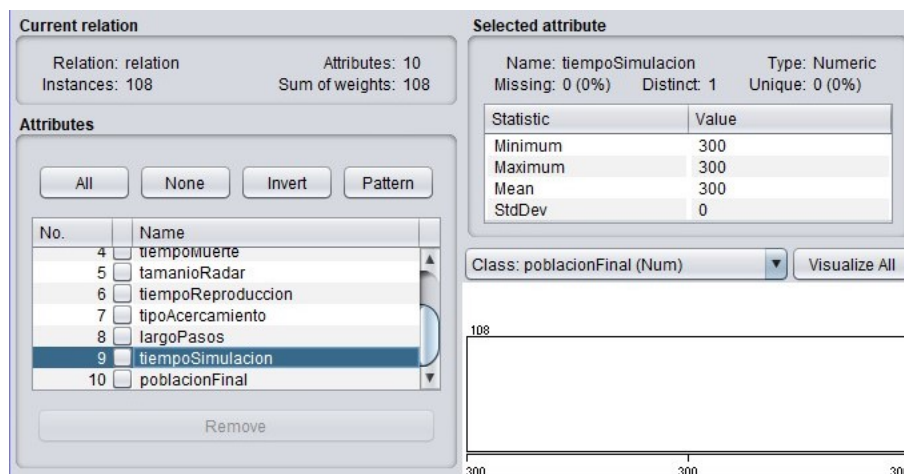 Current relation
Relation: relation
Attributes: 10
Instances: 108
Sum of weights: 108
Attributes
All
None
Invert
Pattern
No.
Name
4
tiempoMuerte
5
tamanioRadar
6
tiempoReproduccion
7
tipoAcercamiento
8
largoPasos
9
tiempoSimulacion
10
poblacionFinal
Remove
Selected attribute
Name: tiempoSimulacion
Type: Numeric
Missing: 0 (0%)
Distinct: 1
Unique: 0 (0%)
Statistic
Value
Minimum
300
Maximum
300
Mean
300
StdDev
0
Class: poblacionFinal (Num)
Visualize All
108
300
300